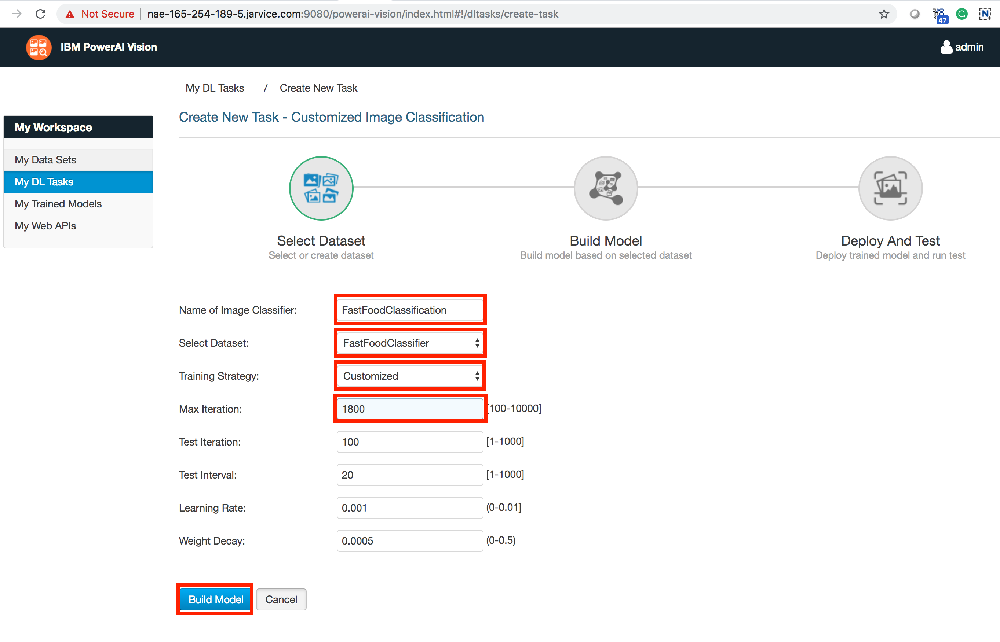 Not Secure nae-165-254-189-5.jarvice.com:9080/powerai-vision/index.html#!/dltasks/create-task
47
G
N
IBM PowerAI Vision
admin
My DL Tasks / Create New Task
Create New Task - Customized Image Classification
My Workspace
My Data Sets
My DL Tasks
My Trained Models
My Web APIs
Select Dataset
Select or create dataset
Build Model
Build model based on selected dataset
Deploy And Test
Deploy trained model and run test
Name of Image Classifier: FastFoodClassification
Select Dataset: FastFoodClassifier
Training Strategy: Customized
Max Iteration: 1800 [100-10000]
Test Iteration: 100 [1-1000]
Test Interval: 20 [1-1000]
Learning Rate: 0.001 (0-0.01]
Weight Decay: 0.0005 (0-0.5)
Build Model Cancel